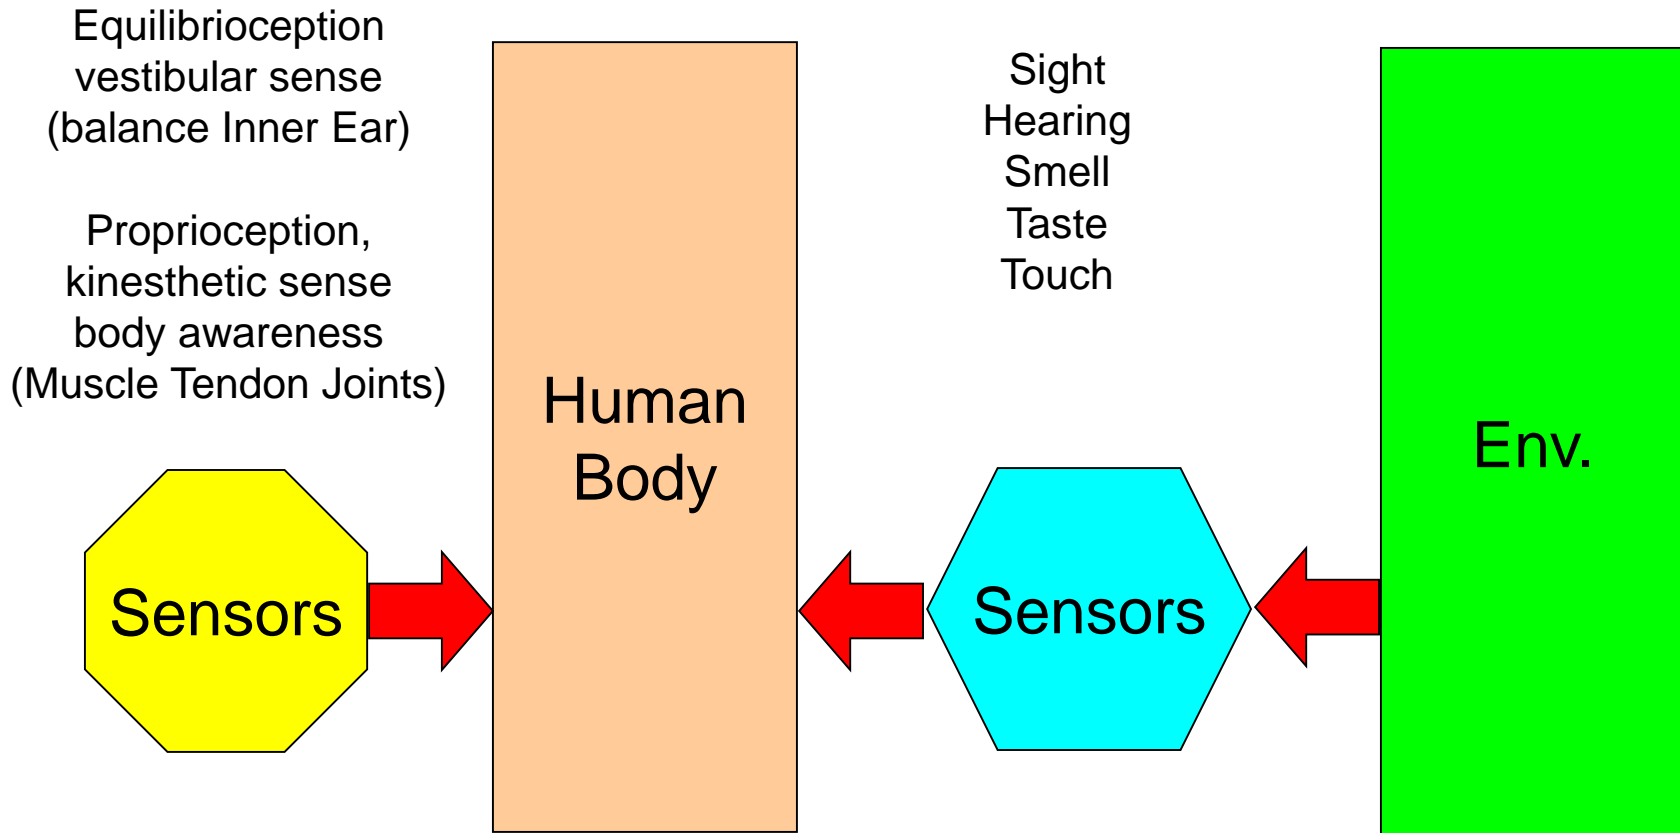 Equilibrioception
vestibular sense
(balance Inner Ear)
Proprioception,
kinesthetic sense
body awareness
(Muscle Tendon Joints)
Sensors
Human
Body
Sight
Hearing
Smell
Taste
Touch
Sensors
Env.